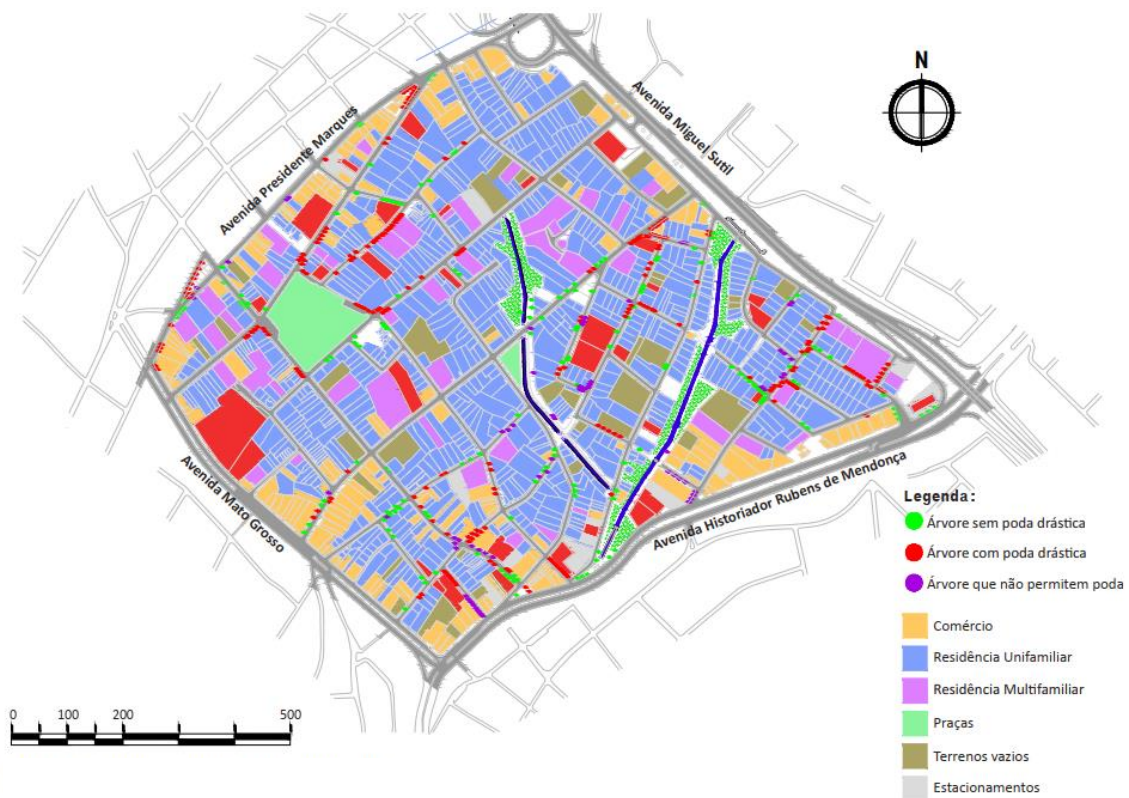 N
Avenida Miguel Sutil
Avenida Presidente Marques
Avenida Mato Grosso
Avenida Historiador Rubens de Mendonça
Legenda:
Árvore sem poda drástica
Árvore com poda drástica
Árvore que não permitem poda
Comércio
Residência Unifamiliar
Residência Multifamiliar
Praças
Terrenos vazios
Estacionamentos
0 100 200 500